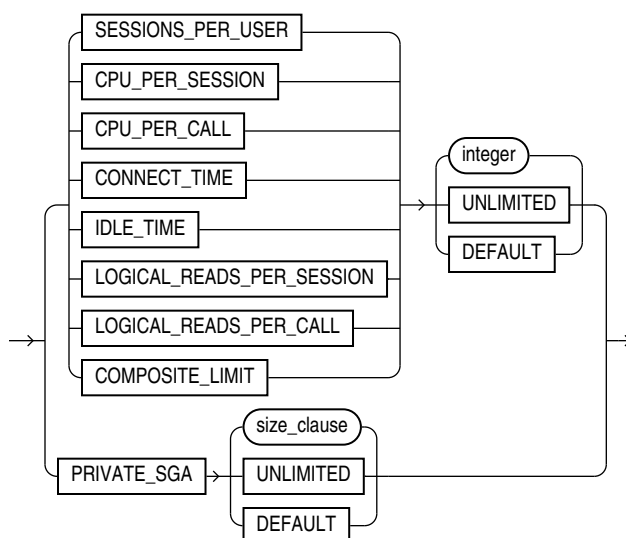 SESSIONS_PER_USER
CPU_PER_SESSION
CPU_PER_CALL
CONNECT_TIME
IDLE_TIME
LOGICAL_READS_PER_SESSION
LOGICAL_READS_PER_CALL
COMPOSITE_LIMIT
integer
UNLIMITED
DEFAULT
PRIVATE_SGA
size_clause
UNLIMITED
DEFAULT